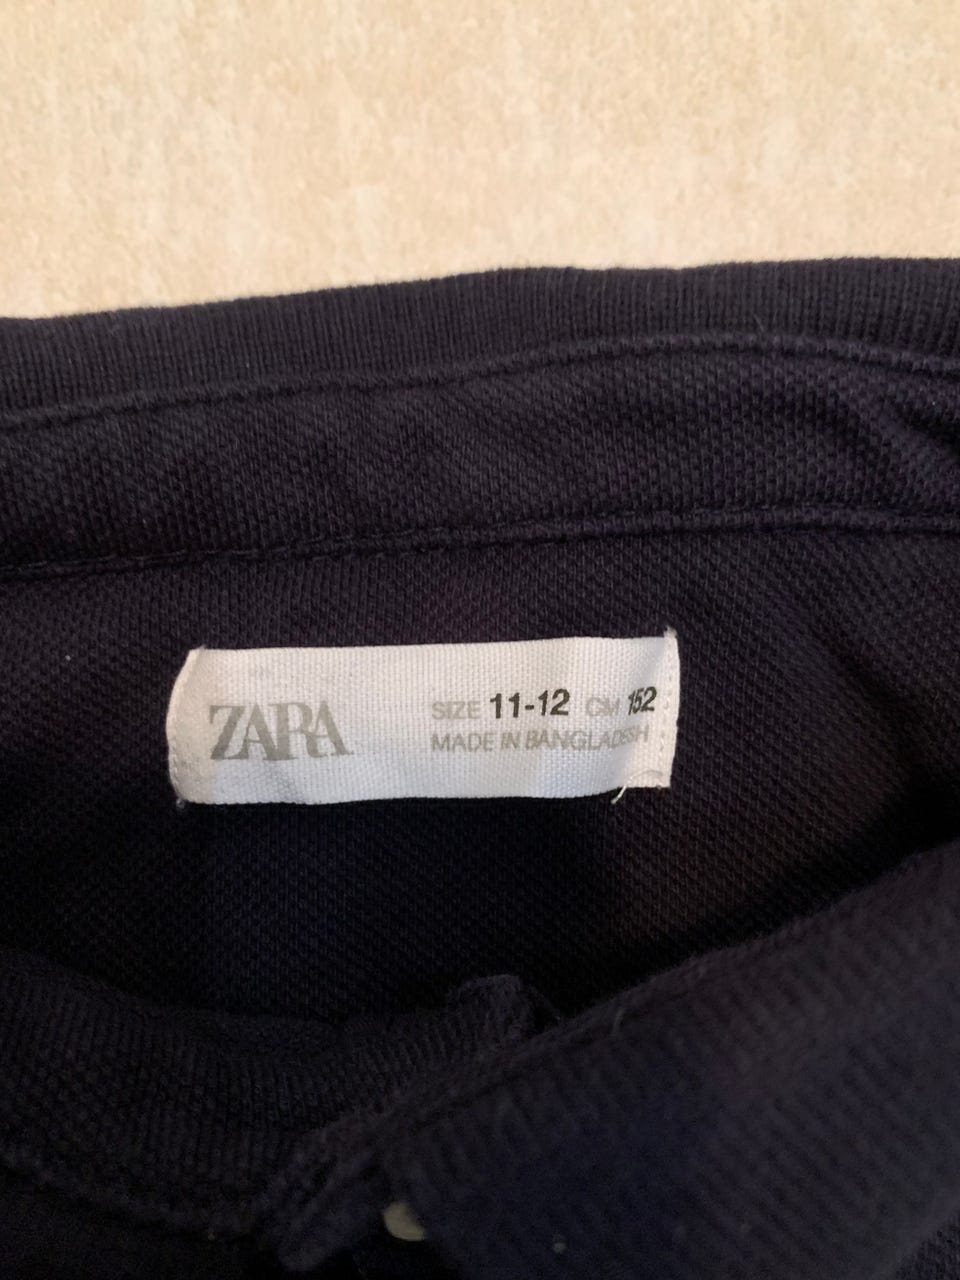 ZARA
SIZE 11-12 CM 152
MADE IN BANGLADESH